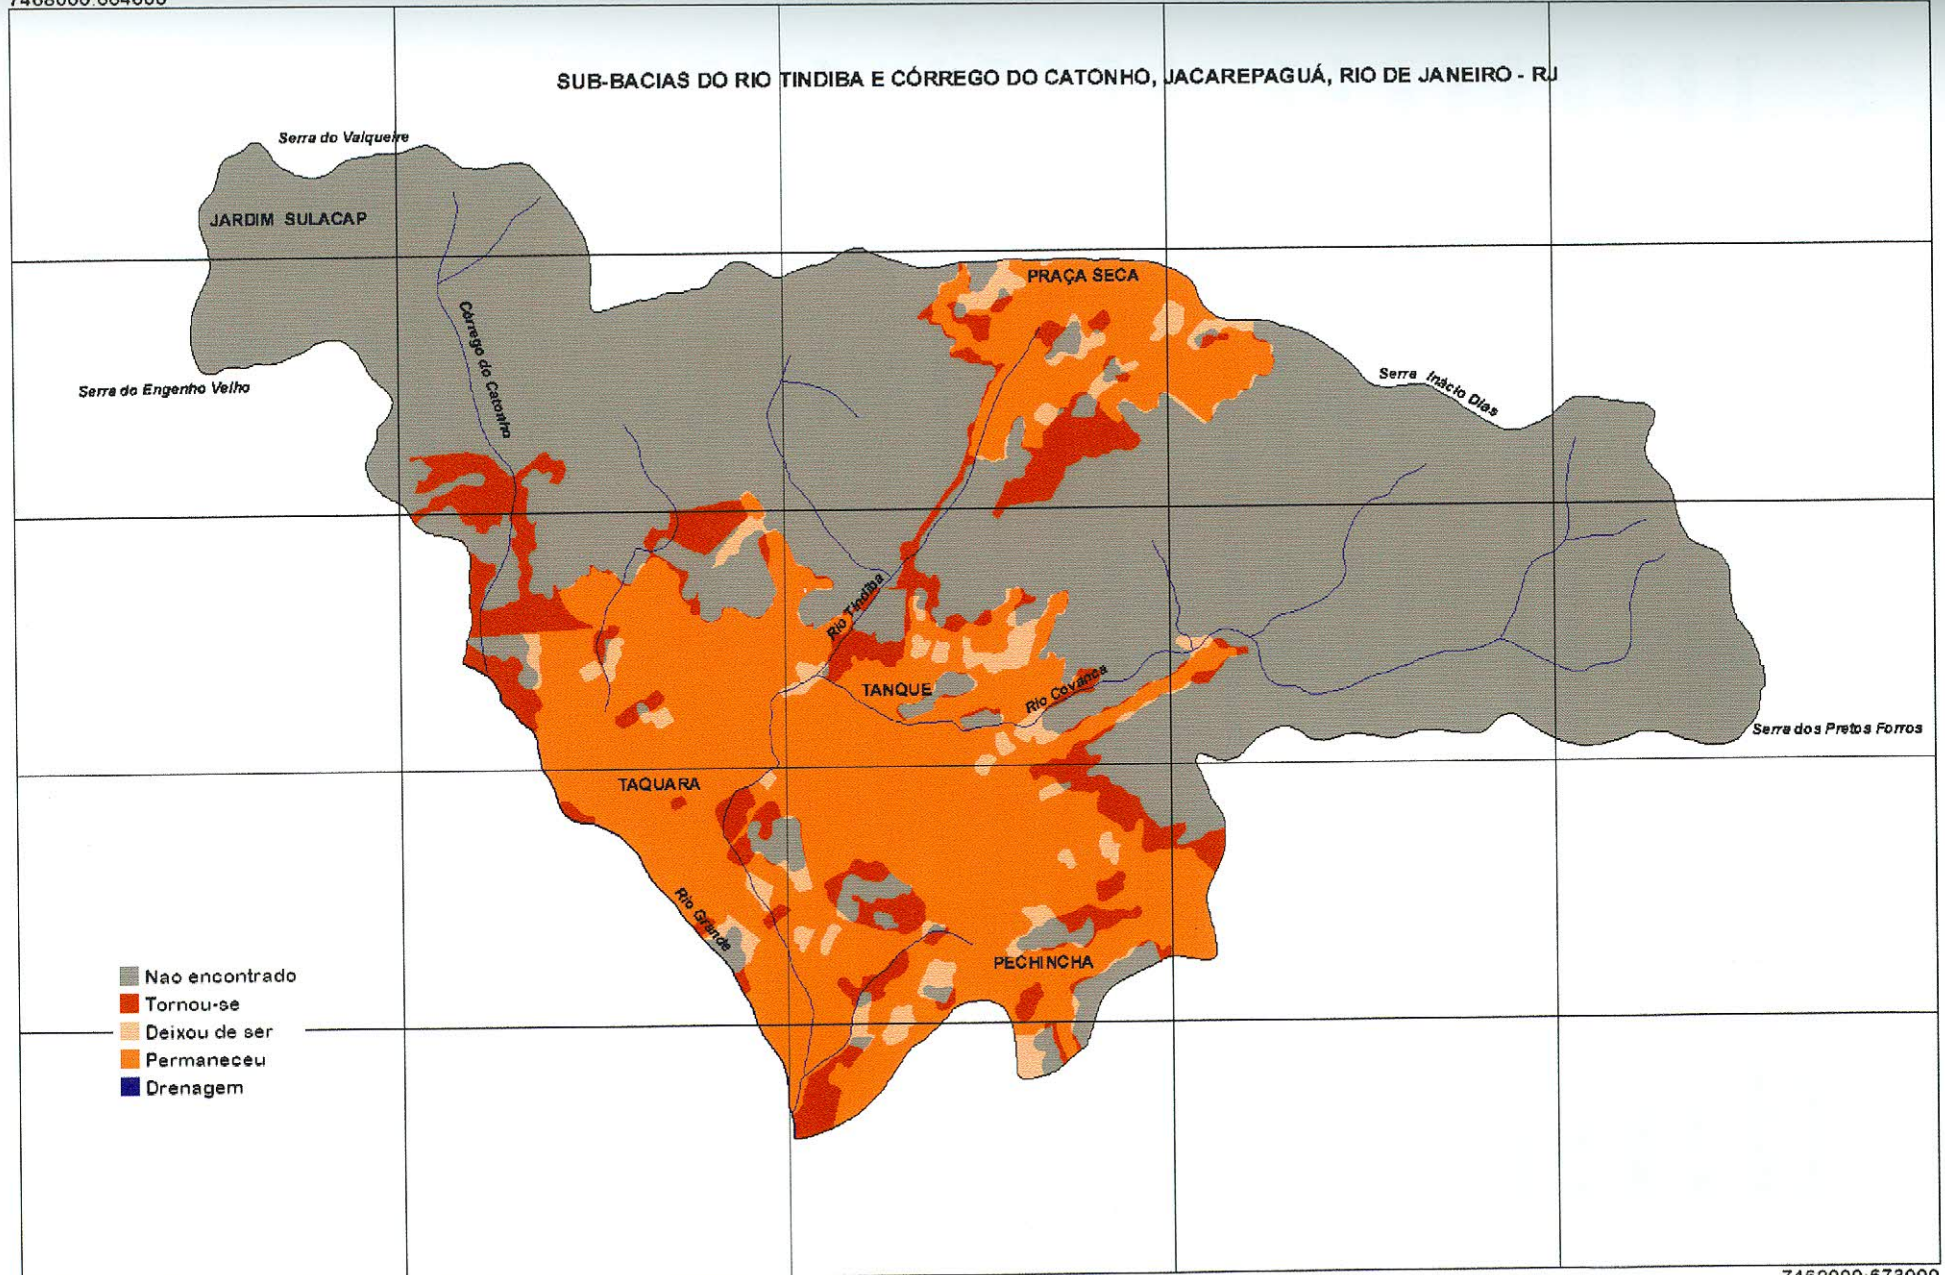 SUB-BACIAS DO RIO TINDIBA E CÓRREGO DO CATONHO, JACAREPAGUÁ, RIO DE JANEIRO - RJ
Serra do Valqueire
JARDIM SULACAP
PRAÇA SECA
Córrego do Catonho
Serra do Engenho Velho
Serra Inácio Dias
Rio Tindiba
TANQUE
Rio Covanca
Serra dos Pretos Forros
TAQUARA
Rio Grande
PECHINCHA
Nao encontrado
Tornou-se
Deixou de ser
Permaneceu
Drenagem